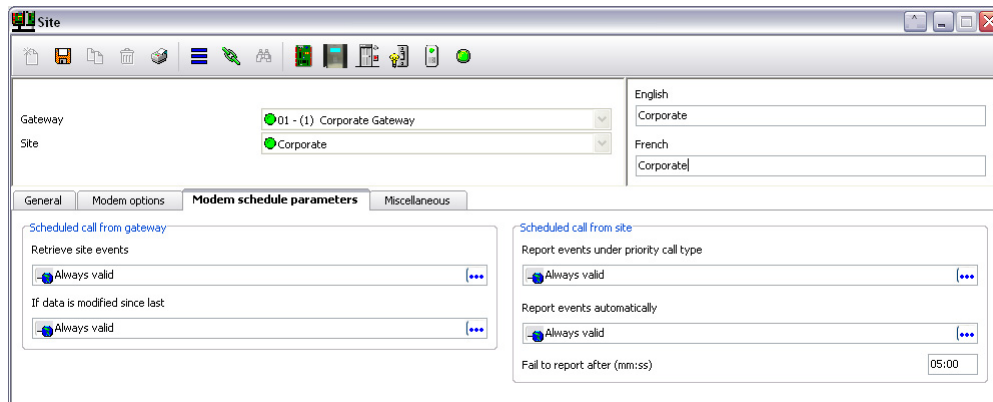 Site
English
Gateway
01 - (1) Corporate Gateway
Corporate
Site
Corporate
French
Corporate
General
Modem options
Modem schedule parameters
Miscellaneous
Scheduled call from gateway
Retrieve site events
Always valid
If data is modified since last
Always valid
Scheduled call from site
Report events under priority call type
Always valid
Report events automatically
Always valid
Fail to report after (mm:ss)
05:00